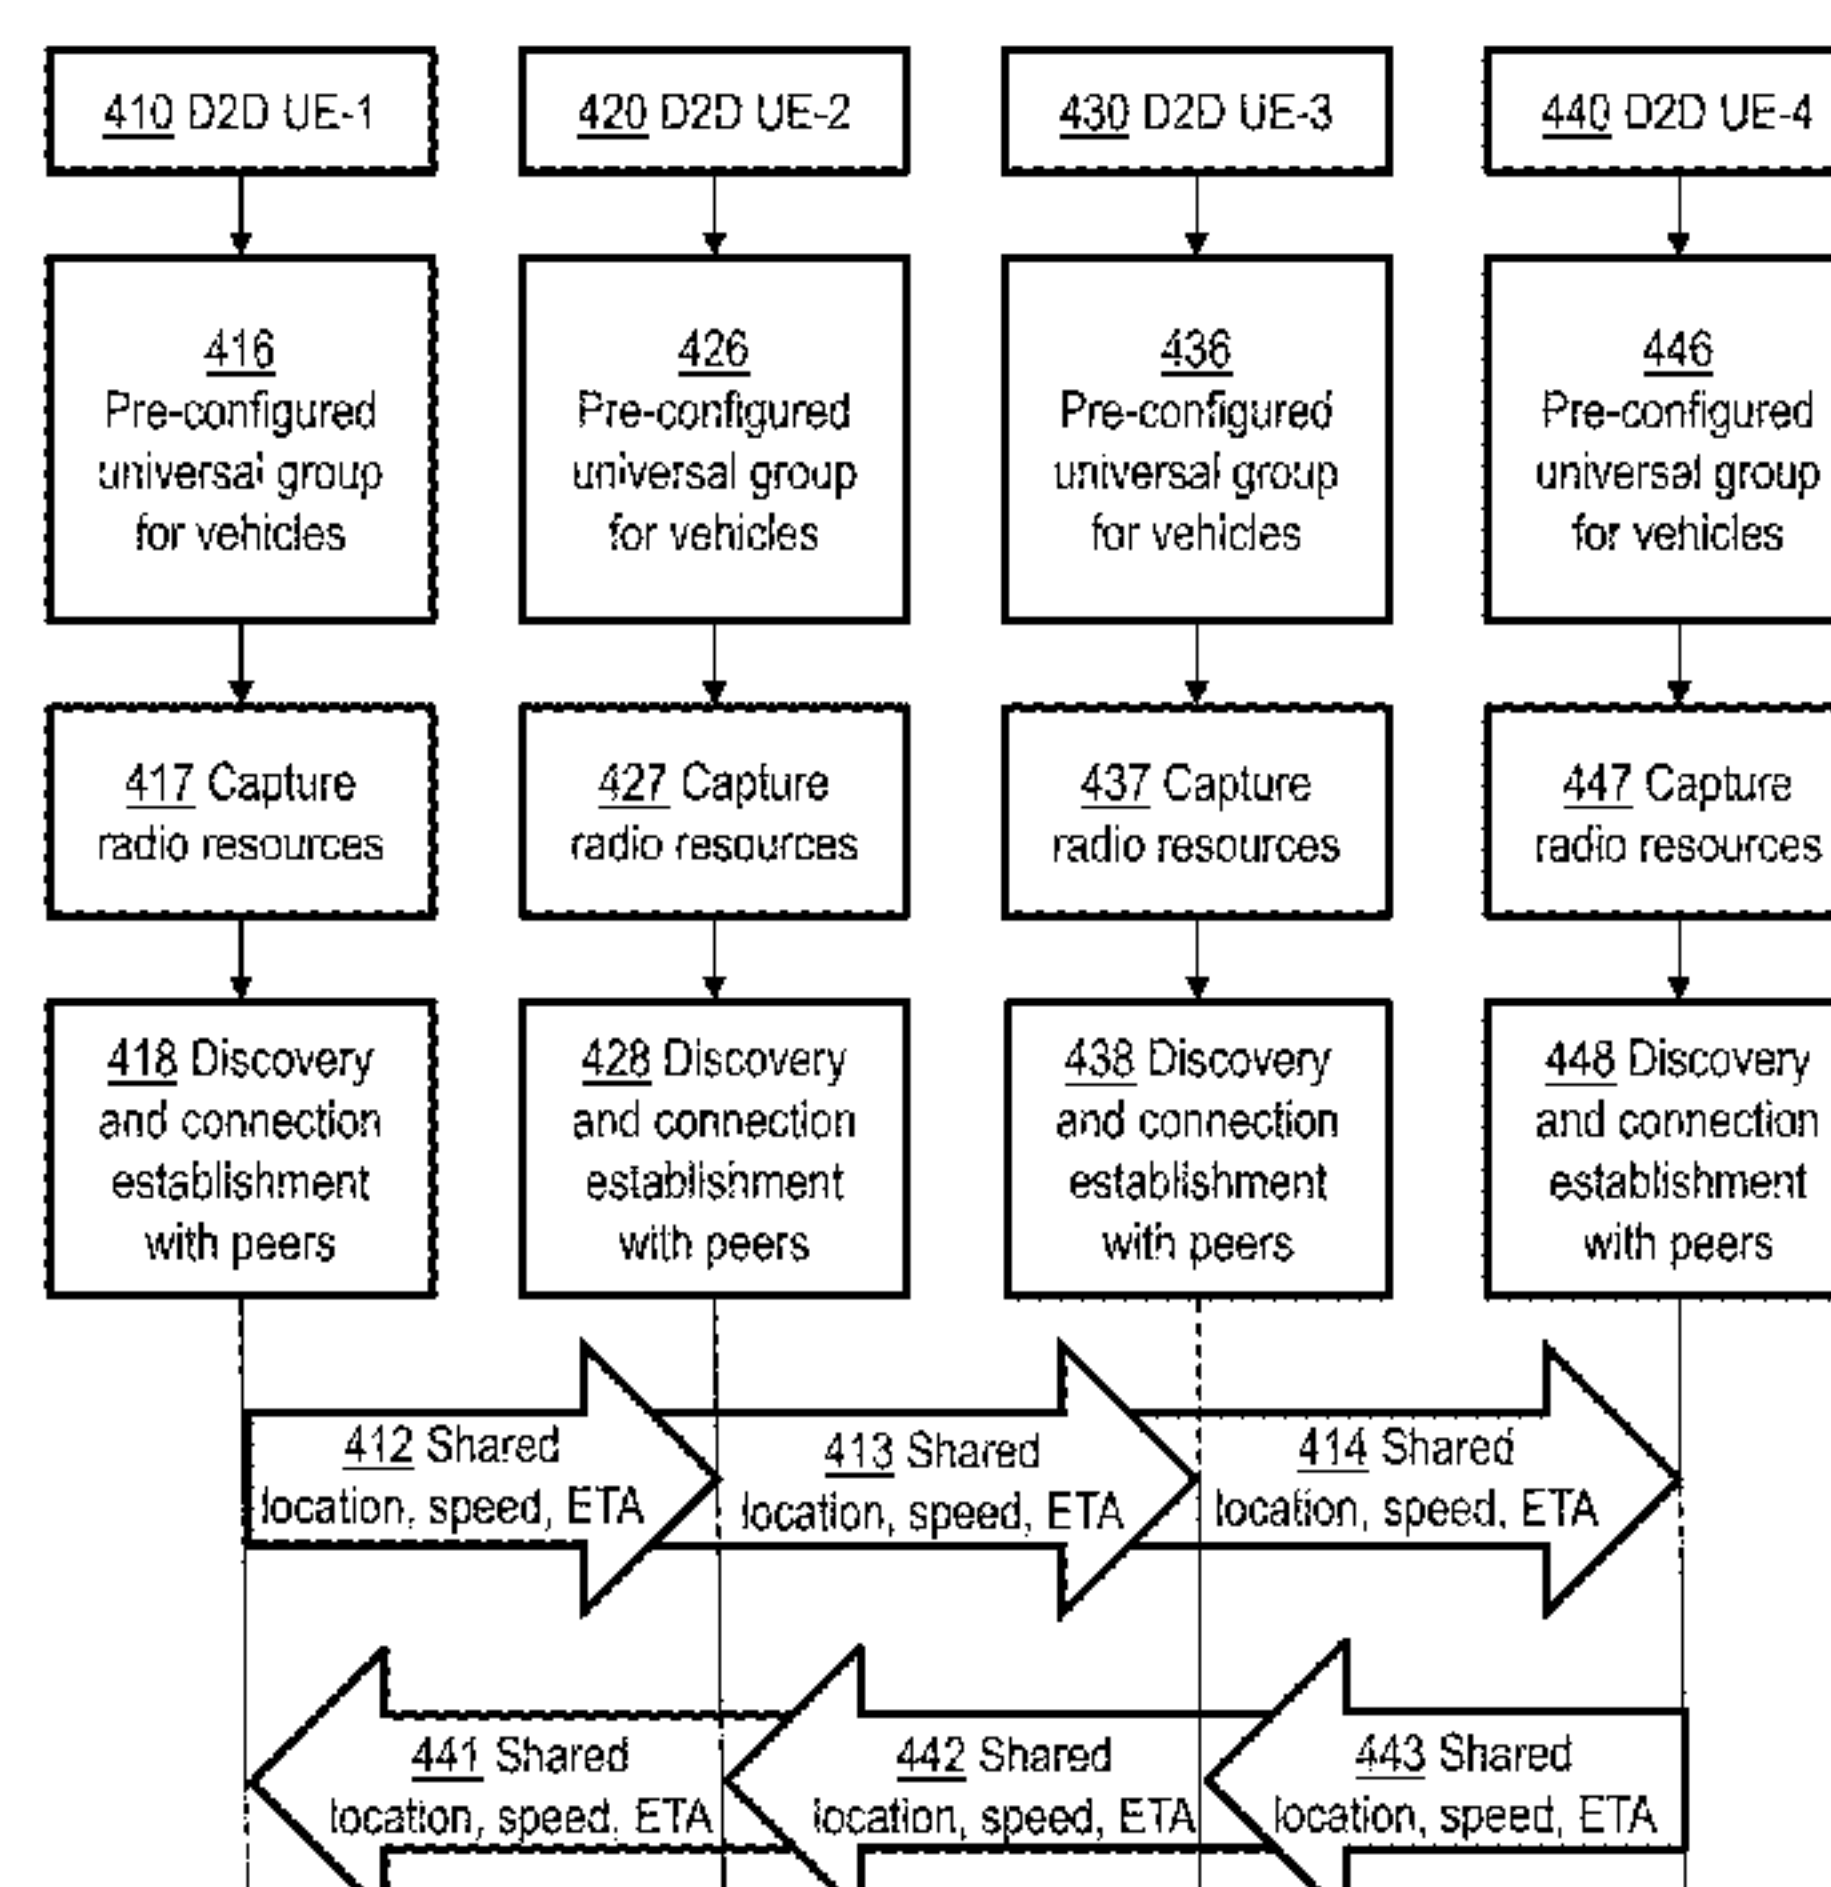 410 D2D UE-1
420 D2D UE-2
430 D2D UE-3
440 D2D UE-4
416
Pre-configured
universal group
for vehicles
426
Pre-configured
universal group
for vehicles
436
Pre-configured
universal group
for vehicles
446
Pre-configured
universal group
for vehicles
417 Capture
radio resources
427 Capture
radio resources
437 Capture
radio resources
447 Capture
radio resources
418 Discovery
and connection
establishment
with peers
428 Discovery
and connection
establishment
with peers
438 Discovery
and connection
establishment
with peers
448 Discovery
and connection
establishment
with peers
412 Shared
location, speed, ETA
413 Shared
location, speed, ETA
414 Shared
location, speed, ETA
441 Shared
location, speed, ETA
442 Shared
location, speed, ETA
443 Shared
location, speed, ETA